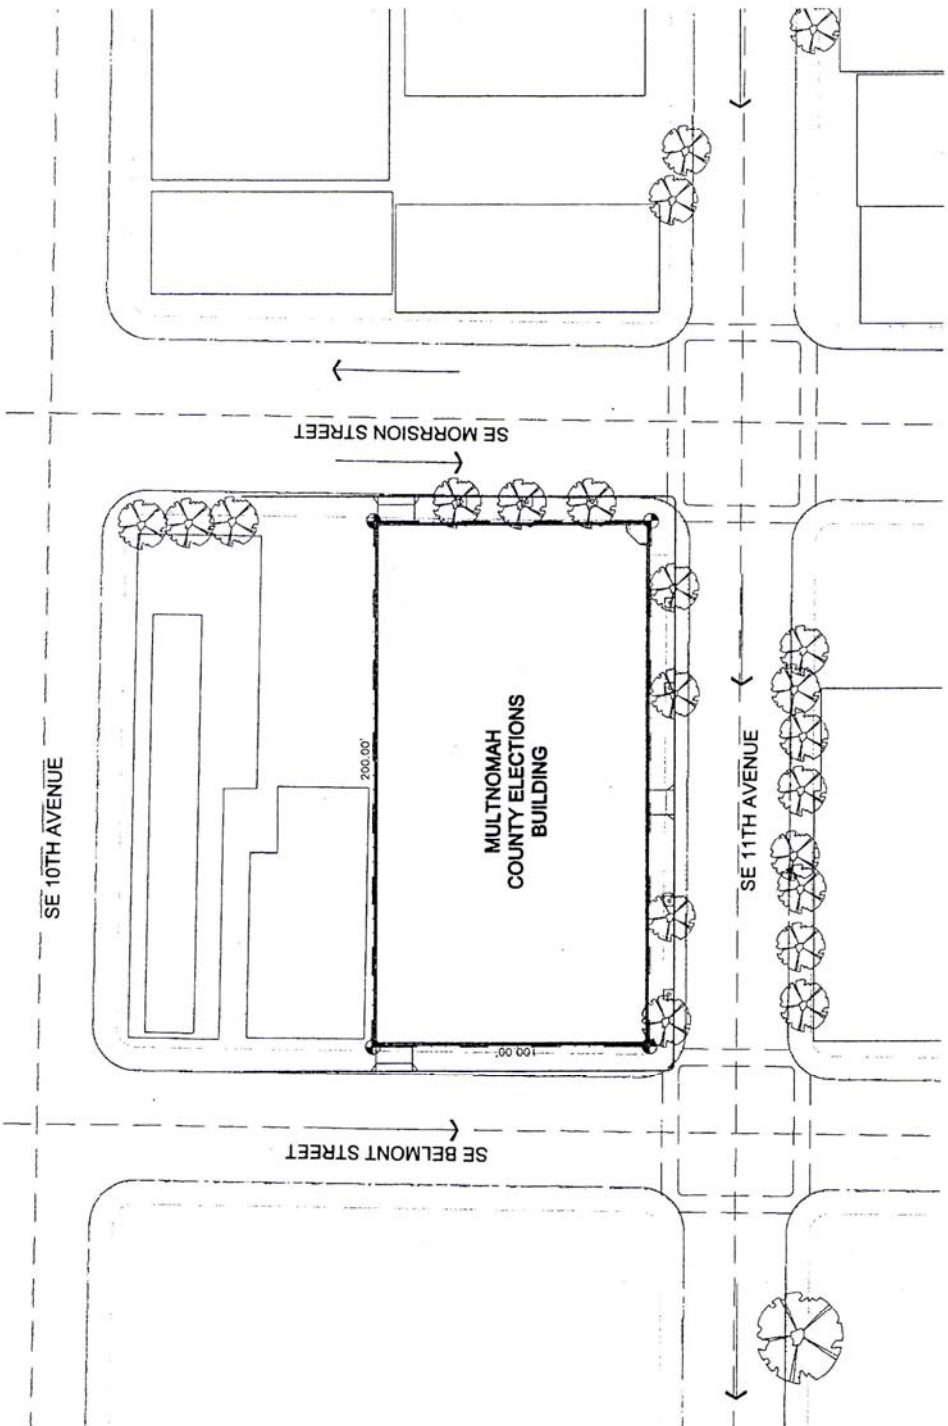 SE MORRSION STREET
SE 10TH AVENUE
200.00'
MULTNOMAH
COUNTY ELECTIONS
BUILDING
SE 11TH AVENUE
100.00'
SE BELMONT STREET